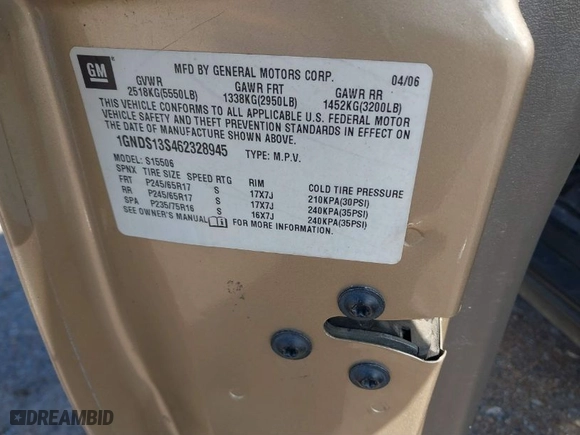 GM
MFD BY GENERAL MOTORS CORP. 04/06
GVWR GAWR FRT GAWR RR
2518KG(5550LB) 1338KG(2950LB) 1452KG(3200LB)
THIS VEHICLE CONFORMS TO ALL APPLICABLE U.S. FEDERAL MOTOR
VEHICLE SAFETY AND THEFT PREVENTION STANDARDS IN EFFECT ON
THE DATE OF MANUFACTURE SHOWN ABOVE.
1GNDS13S462328945 TYPE: M.P.V.
MODEL: S15506
SPNX TIRE SIZE SPEED RTG RIM COLD TIRE PRESSURE
FRT P245/65R17 S 17X7J 210KPA(30PSI)
RR P245/65R17 S 17X7J 240KPA(35PSI)
SPA P235/75R16 S 16X7J 240KPA(35PSI)
SEE OWNER'S MANUAL FOR MORE INFORMATION.
DREAMBID